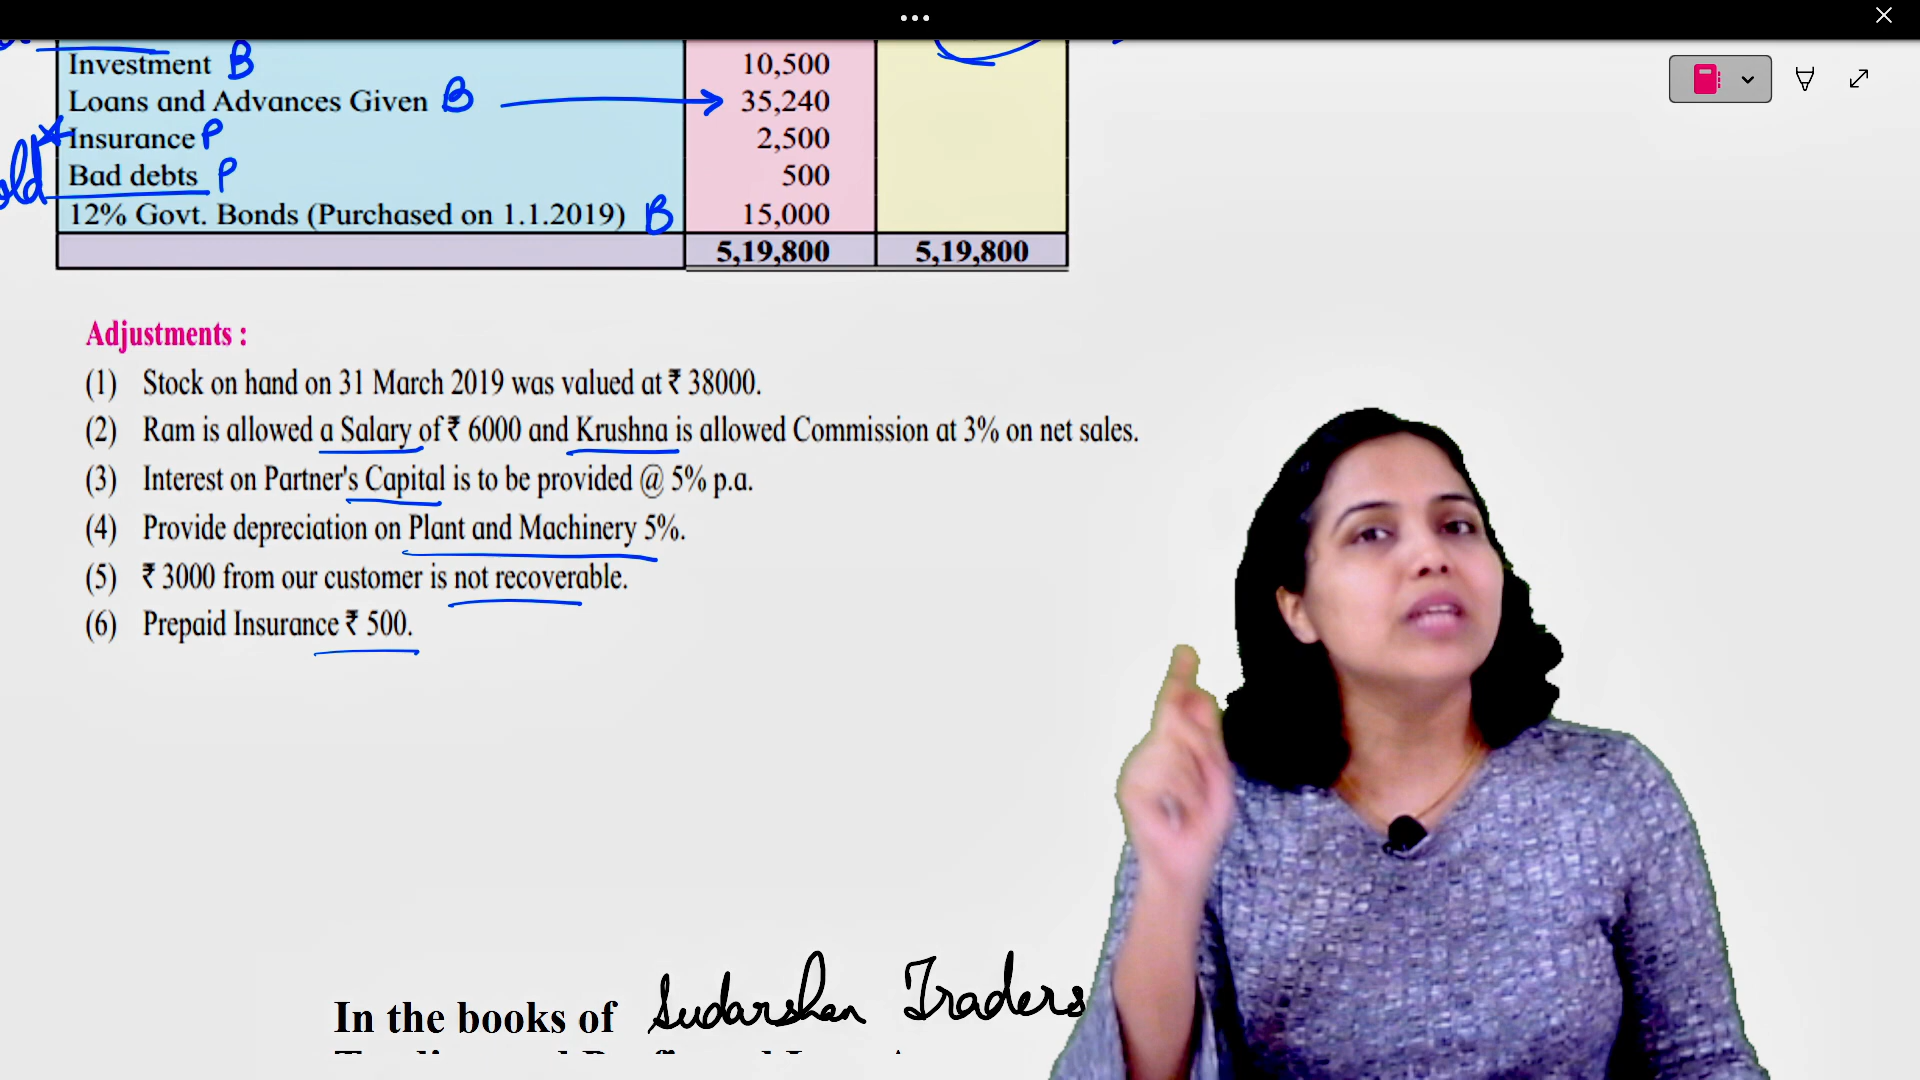 Investment B 10,500
Loans and Advances Given B 35,240
Insurance P 2,500
old Bad debts P 500
12% Govt. Bonds (Purchased on 1.1.2019) B 15,000
5,19,800 5,19,800
Adjustments :
(1) Stock on hand on 31 March 2019 was valued at ₹ 38000.
(2) Ram is allowed a Salary of ₹ 6000 and Krushna is allowed Commission at 3% on net sales.
(3) Interest on Partner's Capital is to be provided @ 5% p.a.
(4) Provide depreciation on Plant and Machinery 5%.
(5) ₹ 3000 from our customer is not recoverable.
(6) Prepaid Insurance ₹ 500.
In the books of Sudarshan Traders